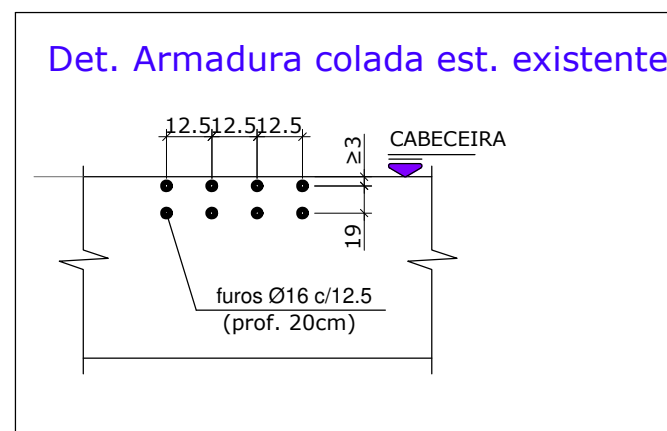 Det. Armadura colada est. existente
12.5 12.5 12.5
≥3
CABECEIRA
19
furos Ø16 c/12.5
(prof. 20cm)